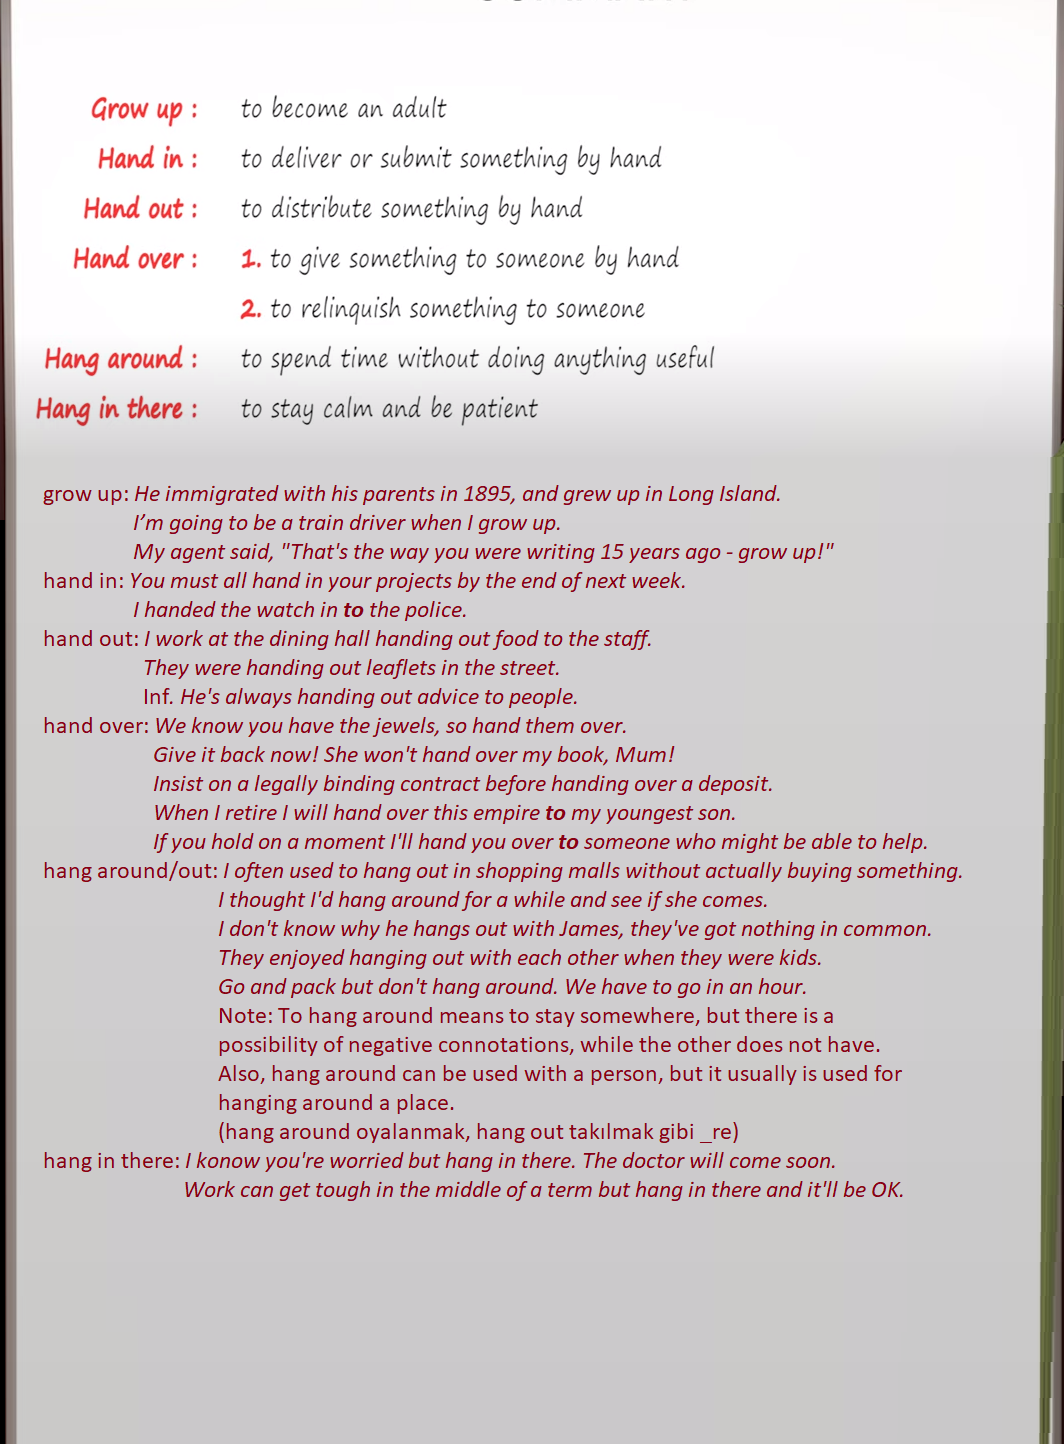 Grow up : to become an adult
Hand in : to deliver or submit something by hand
Hand out : to distribute something by hand
Hand over : 1. to give something to someone by hand
2. to relinquish something to someone
Hang around : to spend time without doing anything useful
Hang in there : to stay calm and be patient
grow up: He immigrated with his parents in 1895, and grew up in Long Island.
I’m going to be a train driver when I grow up.
My agent said, "That's the way you were writing 15 years ago - grow up!"
hand in: You must all hand in your projects by the end of next week.
I handed the watch in to the police.
hand out: I work at the dining hall handing out food to the staff.
They were handing out leaflets in the street.
Inf. He's always handing out advice to people.
hand over: We know you have the jewels, so hand them over.
Give it back now! She won't hand over my book, Mum!
Insist on a legally binding contract before handing over a deposit.
When I retire I will hand over this empire to my youngest son.
If you hold on a moment I'll hand you over to someone who might be able to help.
hang around/out: I often used to hang out in shopping malls without actually buying something.
I thought I'd hang around for a while and see if she comes.
I don't know why he hangs out with James, they've got nothing in common.
They enjoyed hanging out with each other when they were kids.
Go and pack but don't hang around. We have to go in an hour.
Note: To hang around means to stay somewhere, but there is a
possibility of negative connotations, while the other does not have.
Also, hang around can be used with a person, but it usually is used for
hanging around a place.
(hang around oyalanmak, hang out takılmak gibi _re)
hang in there: I konow you're worried but hang in there. The doctor will come soon.
Work can get tough in the middle of a term but hang in there and it'll be OK.